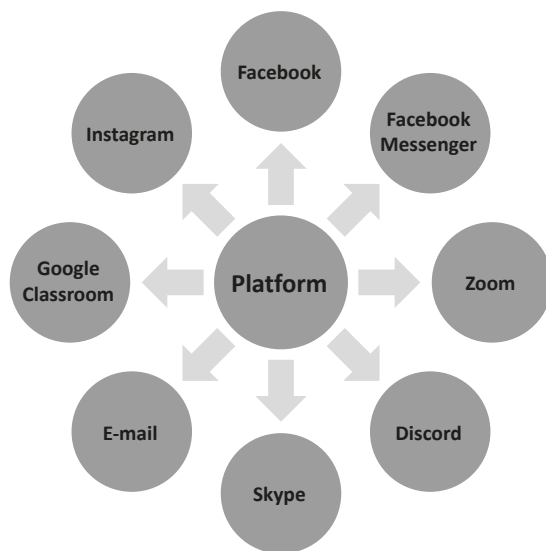 Facebook
Facebook
Messenger
Instagram
Google
Classroom
Platform
Zoom
E-mail
Discord
Skype